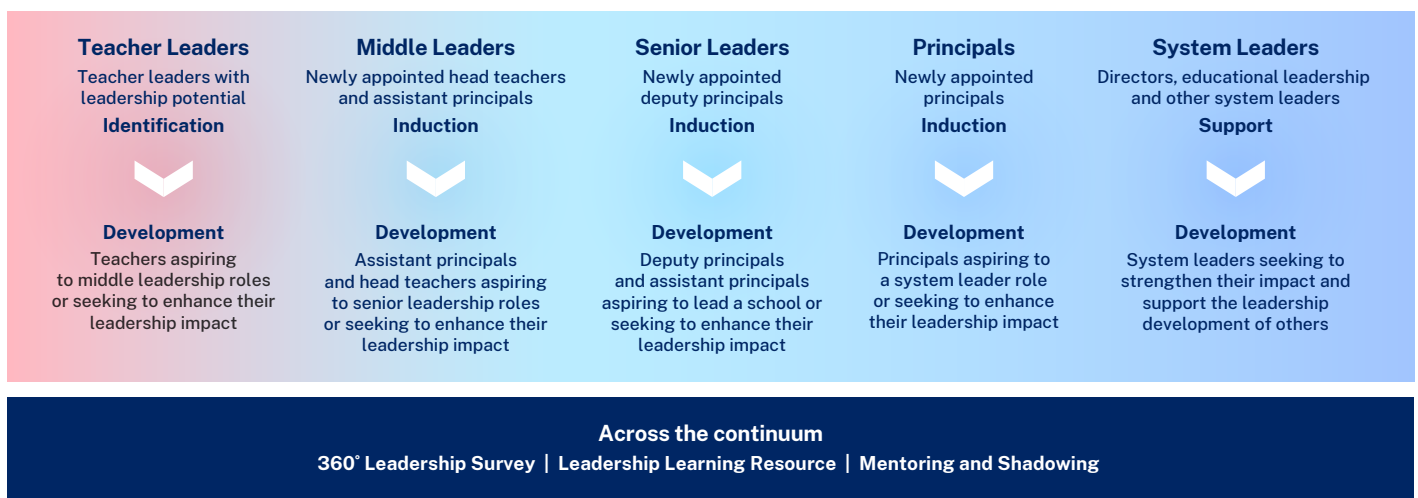 Teacher Leaders
Teacher leaders with
leadership potential
Identification
Development
Teachers aspiring
to middle leadership roles
or seeking to enhance their
leadership impact
Middle Leaders
Newly appointed head teachers
and assistant principals
Induction
Development
Assistant principals
and head teachers aspiring
to senior leadership roles
or seeking to enhance their
leadership impact
Senior Leaders
Newly appointed
deputy principals
Induction
Development
Deputy principals
and assistant principals
aspiring to lead a school or
seeking to enhance their
leadership impact
Principals
Newly appointed
principals
Induction
Development
Principals aspiring to
a system leader role
or seeking to enhance
their leadership impact
System Leaders
Directors, educational leadership
and other system leaders
Support
Development
System leaders seeking to
strengthen their impact and
support the leadership
development of others
Across the continuum
360° Leadership Survey | Leadership Learning Resource | Mentoring and Shadowing